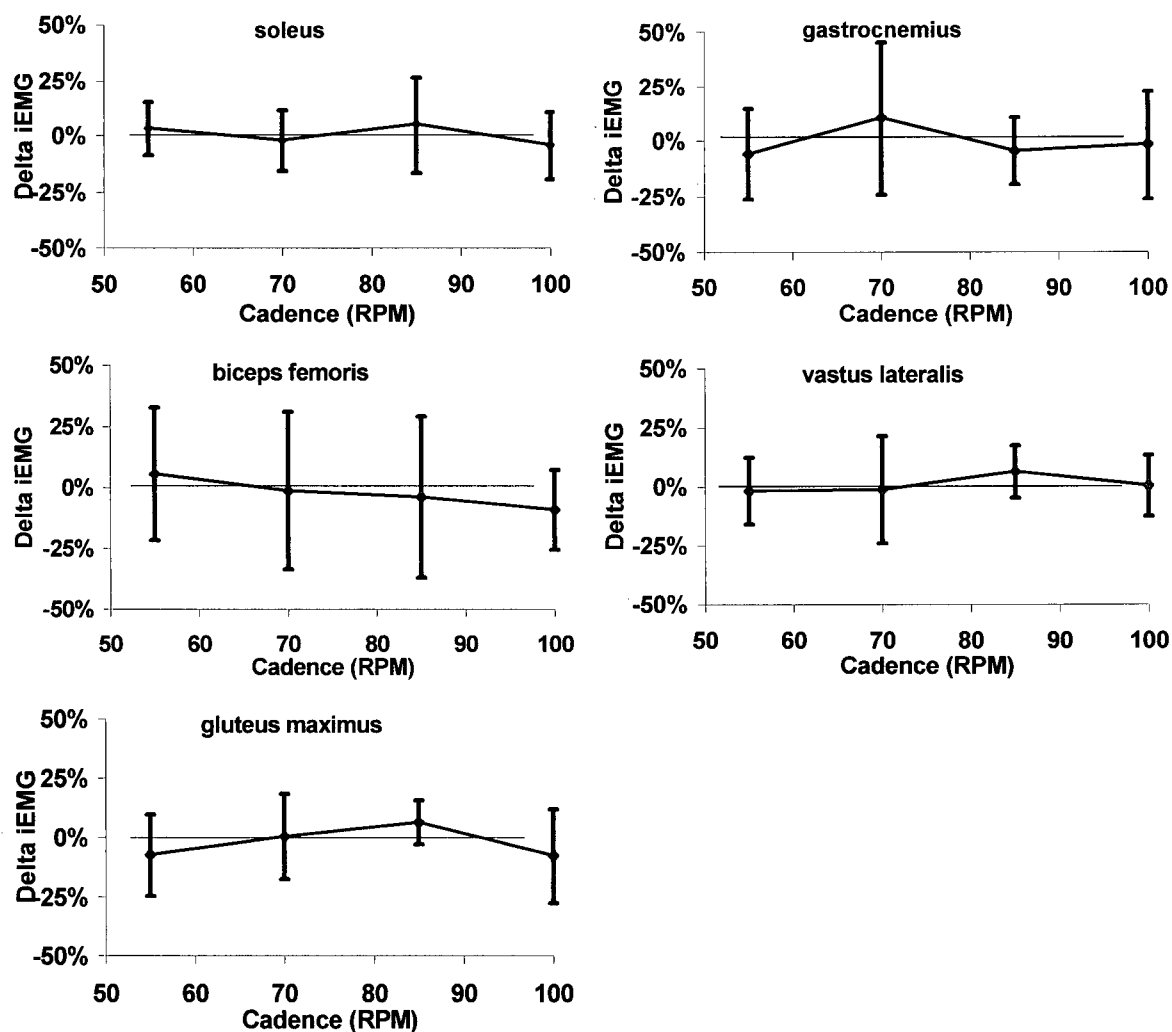 soleus
50%
25%
0%
-25%
-50%
Delta iEMG
50 60 70 80 90 100
Cadence (RPM)
gastrocnemius
50%
25%
0%
-25%
-50%
Delta iEMG
50 60 70 80 90 100
Cadence (RPM)
biceps femoris
50%
25%
0%
-25%
-50%
Delta iEMG
50 60 70 80 90 100
Cadence (RPM)
vastus lateralis
50%
25%
0%
-25%
-50%
Delta iEMG
50 60 70 80 90 100
Cadence (RPM)
gluteus maximus
50%
25%
0%
-25%
-50%
Delta iEMG
50 60 70 80 90 100
Cadence (RPM)